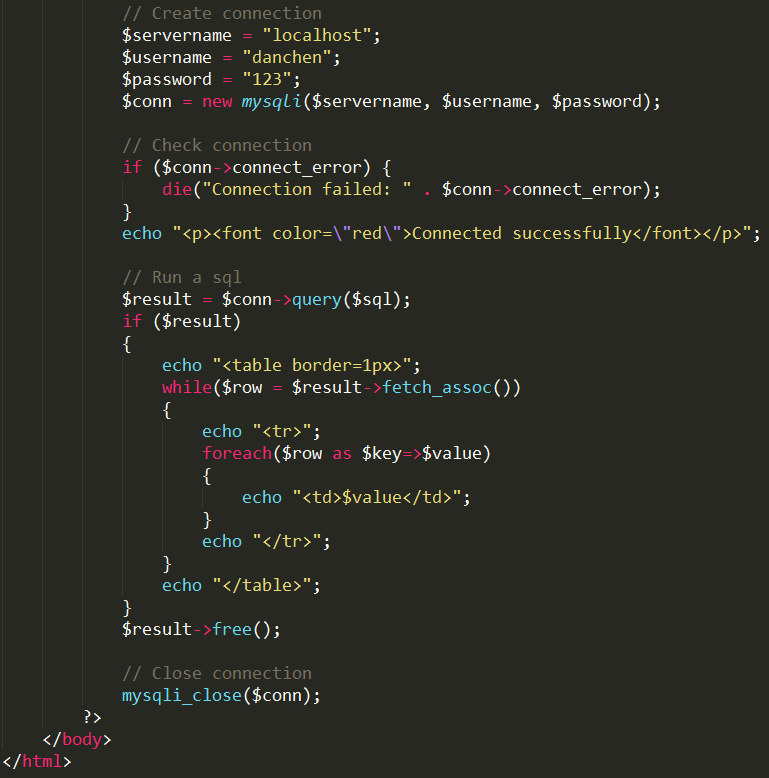 // Create connection
$servername = "localhost";
$username = "danchen";
$password = "123";
$conn = new mysqli($servername, $username, $password);
// Check connection
if ($conn->connect_error) {
die("Connection failed: " . $conn->connect_error);
}
echo "<p><font color=\"red\">Connected successfully</font></p>";
// Run a sql
$result = $conn->query($sql);
if ($result)
{
echo "<table border=1px>";
while($row = $result->fetch_assoc())
{
echo "<tr>";
foreach($row as $key=>$value)
{
echo "<td>$value</td>";
}
echo "</tr>";
}
echo "</table>";
}
$result->free();
// Close connection
mysqli_close($conn);
?>
</body>
</html>